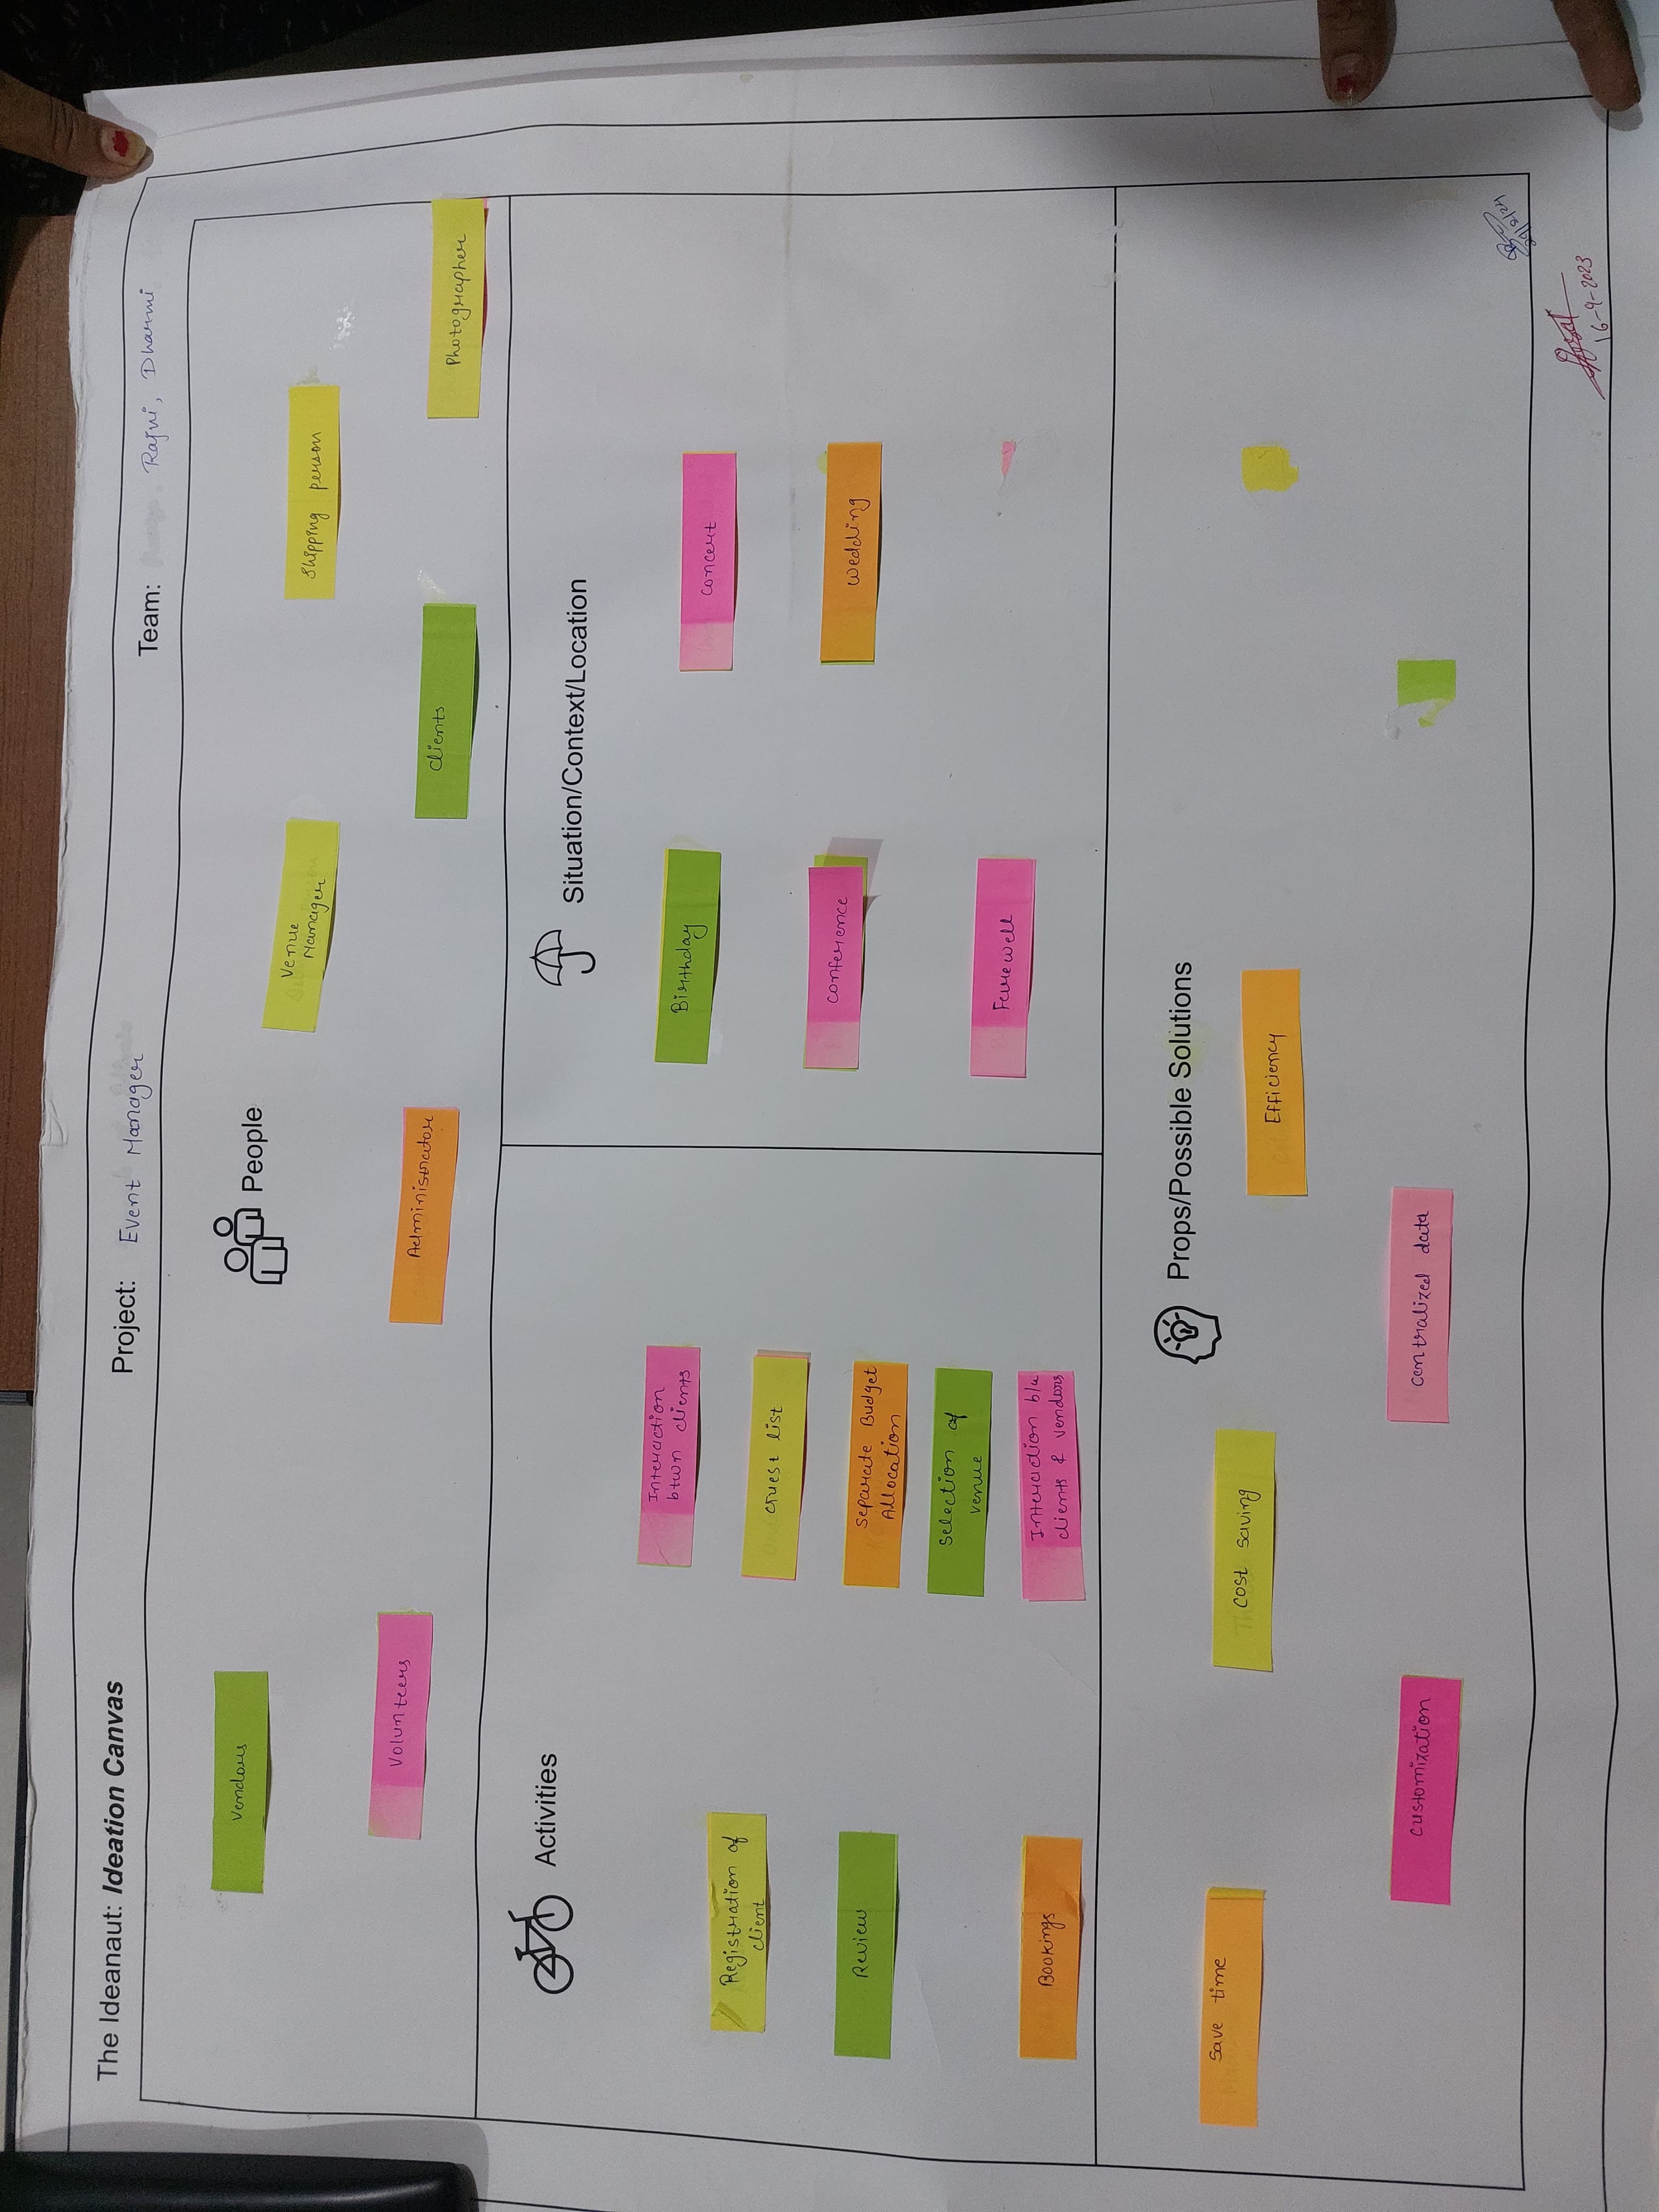 The Ideanaut: Ideation Canvas
Project: Event Manager
Team: Rajni, Dharmi
People
Vendors
Volunteers
Administrator
Venue
Manager
Clients
Shipping person
Photographer
Activities
Registration of
client
Review
Bookings
Interaction
btwn clients
Guest list
Separate Budget
Allocation
Selection of
venue
Interaction b/w
clients & vendors
Situation/Context/Location
Birthday
Conference
Farewell
Concert
Wedding
Props/Possible Solutions
Save time
Cost saving
Efficiency
Customization
Centralized data
16-9-2023